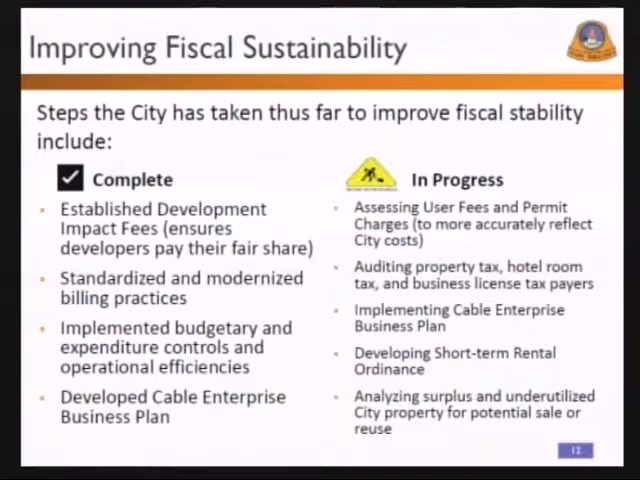 Improving Fiscal Sustainability
Steps the City has taken thus far to improve fiscal stability
include:
Complete
Established Development
Impact Fees (ensures
developers pay their fair share)
Standardized and modernized
billing practices
Implemented budgetary and
expenditure controls and
operational efficiencies
Developed Cable Enterprise
Business Plan
In Progress
Assessing User Fees and Permit
Charges (to more accurately reflect
City costs)
Auditing property tax, hotel room
tax, and business license tax payers
Implementing Cable Enterprise
Business Plan
Developing Short-term Rental
Ordinance
Analyzing surplus and underutilized
City property for potential sale or
reuse
12